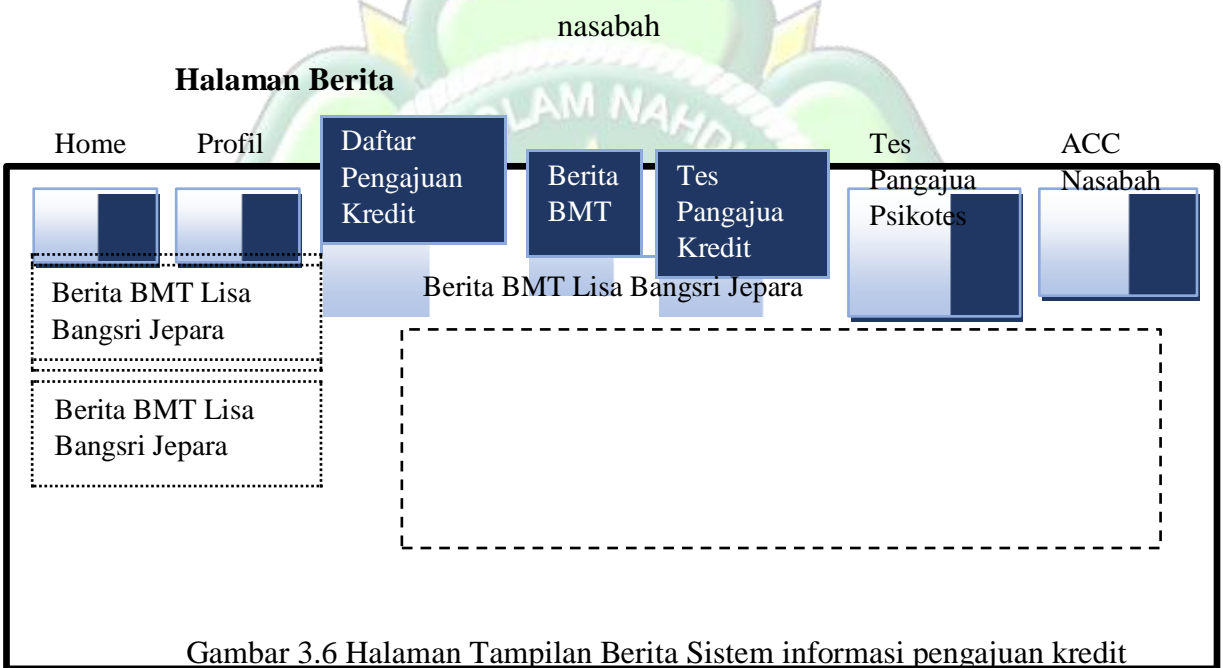 nasabah
Halaman Berita
Home
Profil
Daftar
Pengajuan
Kredit
Berita
BMT
Tes
Pangajua
Kredit
Tes
Pangajua
Psikotes
ACC
Nasabah
Berita BMT Lisa
Bangsri Jepara
Berita BMT Lisa Bangsri Jepara
Berita BMT Lisa
Bangsri Jepara
Gambar 3.6 Halaman Tampilan Berita Sistem informasi pengajuan kredit